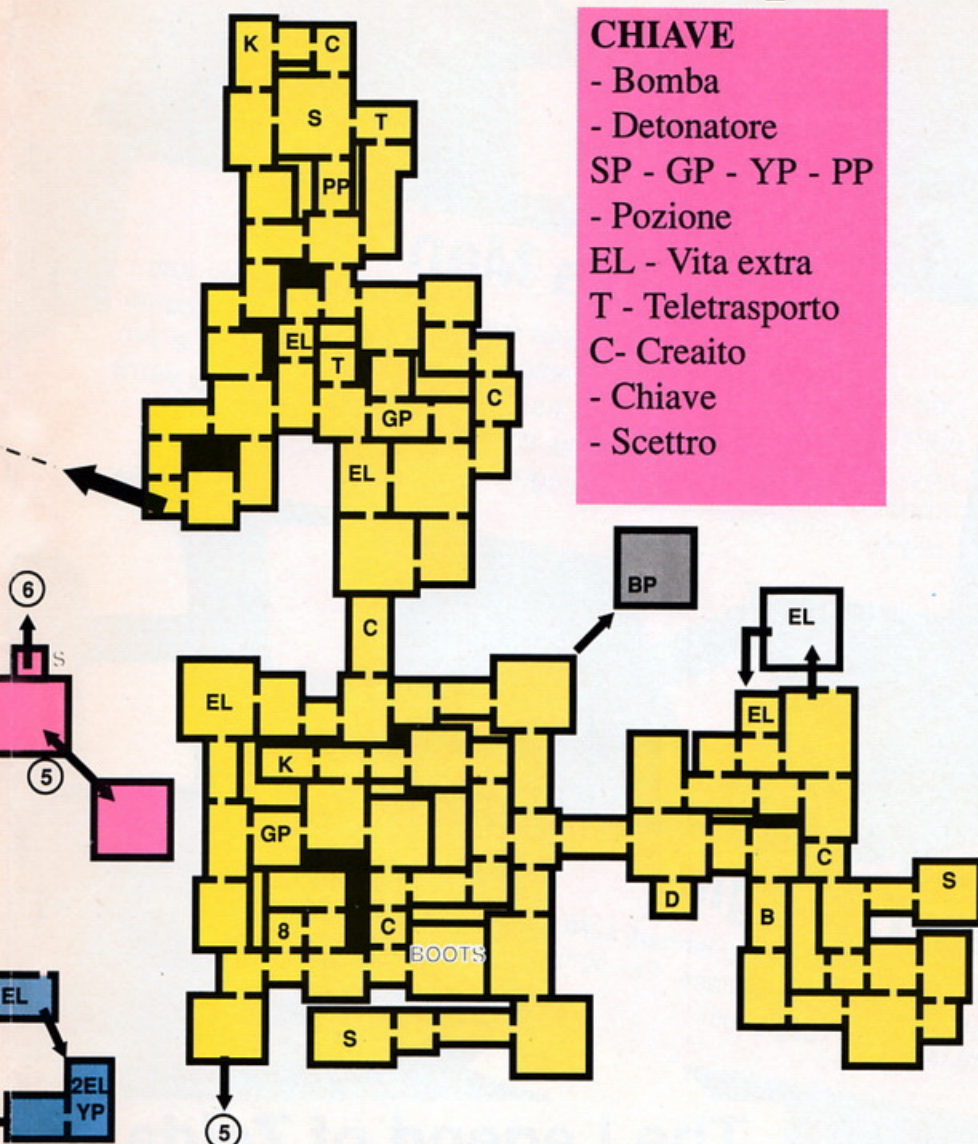 CHIAVE
- Bomba
- Detonatore
SP - GP - YP - PP
- Pozione
EL - Vita extra
T - Teletrasporto
C- Creaito
- Chiave
- Scettro
K
C
S
T
PP
EL
T
C
GP
EL
C
BP
EL
6
S
EL
EL
K
5
GP
C
S
D
B
8
C
BOOTS
EL
S
2EL
YP
5